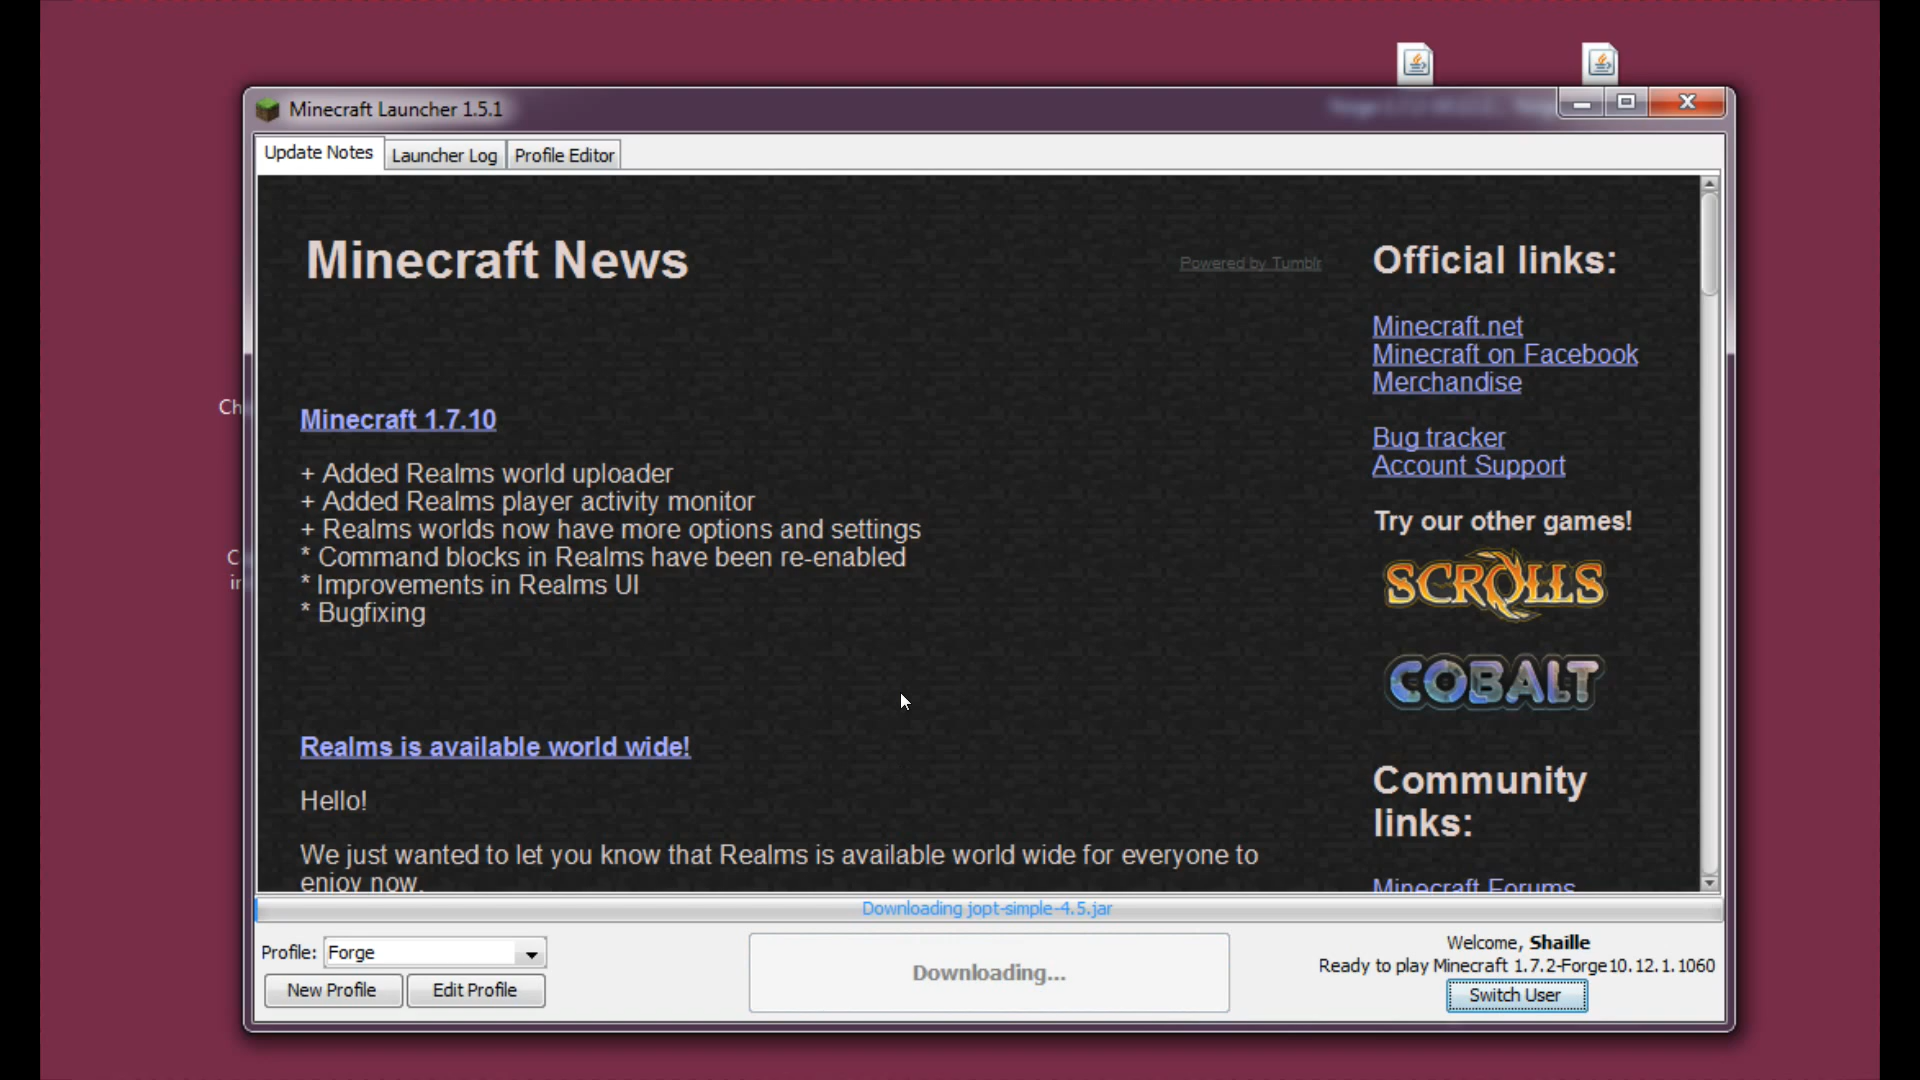 Minecraft Launcher 1.5.1
Update Notes
Launcher Log
Profile Editor
Minecraft News
Powered by Tumblr
Official links:
Minecraft.net
Minecraft on Facebook
Merchandise
Bug tracker
Account Support
Try our other games!
SCROLLS
COBALT
Community
links:
Minecraft Forums
Minecraft 1.7.10
+ Added Realms world uploader
+ Added Realms player activity monitor
+ Realms worlds now have more options and settings
* Command blocks in Realms have been re-enabled
* Improvements in Realms UI
* Bugfixing
Realms is available world wide!
Hello!
We just wanted to let you know that Realms is available world wide for everyone to
enjoy now.
Ch
C
in
Downloading jopt-simple-4.5.jar
Profile: Forge
New Profile
Edit Profile
Downloading...
Welcome, Shaille
Ready to play Minecraft 1.7.2-Forge10.12.1.1060
Switch User